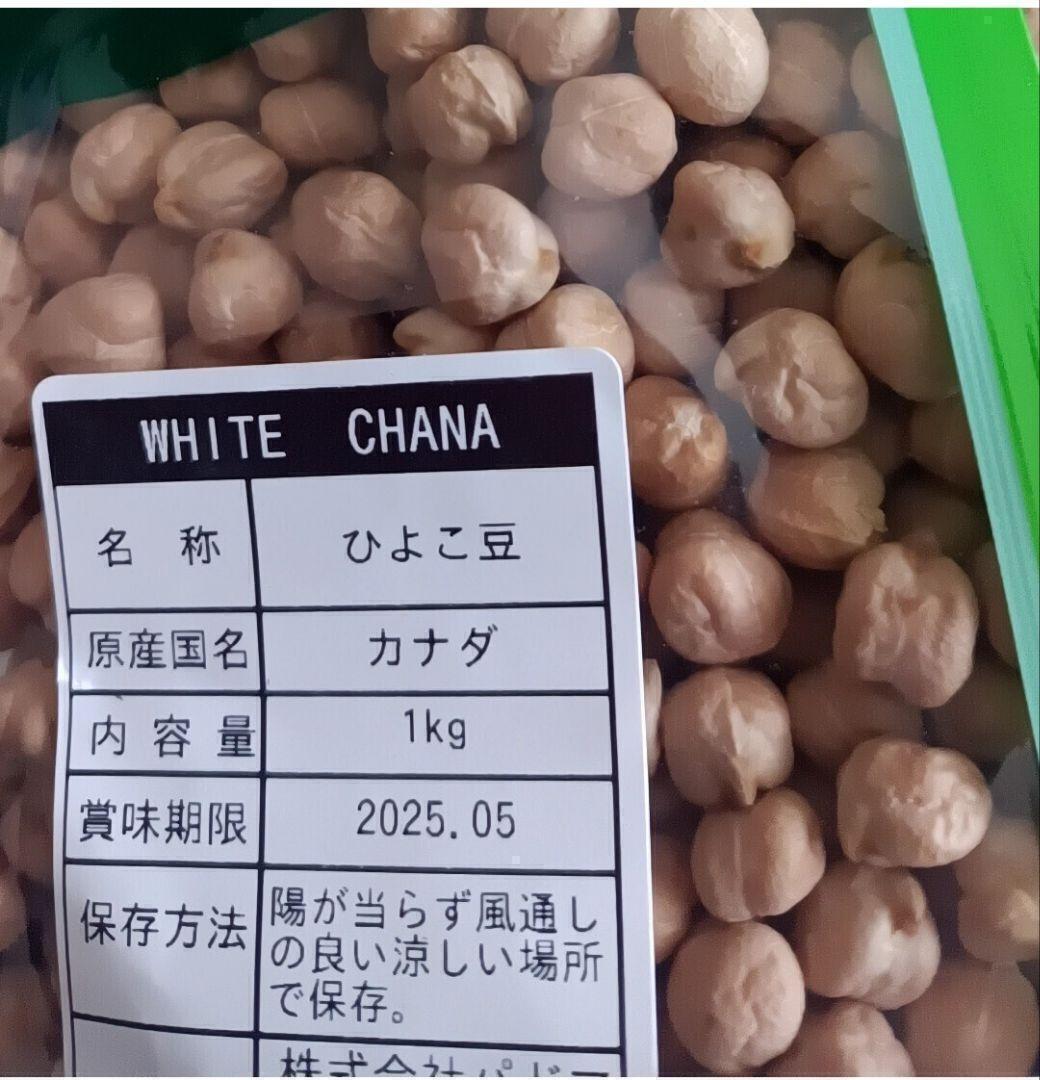 WHITE CHANA
名 称 ひよこ豆
原産国名 カナダ
内 容 量 1kg
賞味期限 2025.05
保存方法 陽が当らず風通し
の良い涼しい場所
で保存。
株式会社